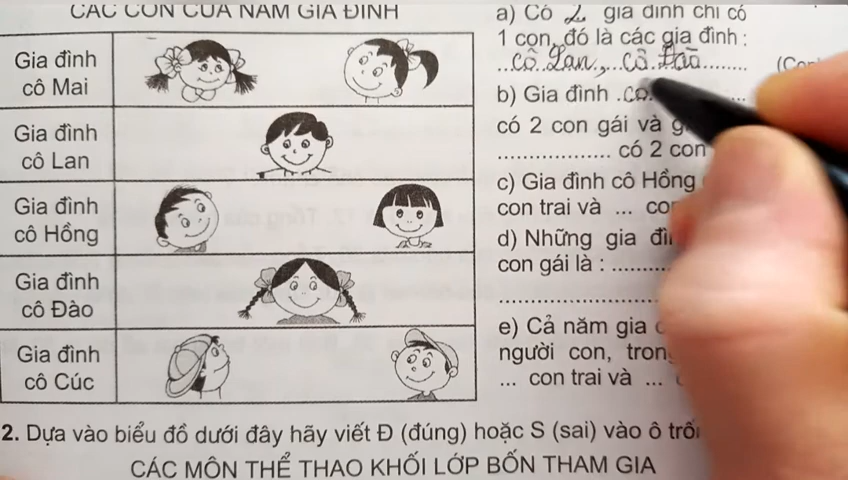 CÁC CON CỦA NĂM GIA ĐÌNH
Gia đình
cô Mai
Gia đình
cô Lan
Gia đình
cô Hồng
Gia đình
cô Đào
Gia đình
cô Cúc
a) Có 2 gia đình chỉ có
1 con, đó là các gia đình :
cô Lan, cô Đào
b) Gia đình
có 2 con gái và
có 2 con
c) Gia đình cô Hồng
con trai và ...
d) Những gia
con gái là :
e) Cả năm gia
người con,
... con trai và ...
2. Dựa vào biểu đồ dưới đây hãy viết Đ (đúng) hoặc S (sai) vào ô
CÁC MÔN THỂ THAO KHỐI LỚP BỐN THAM GIA